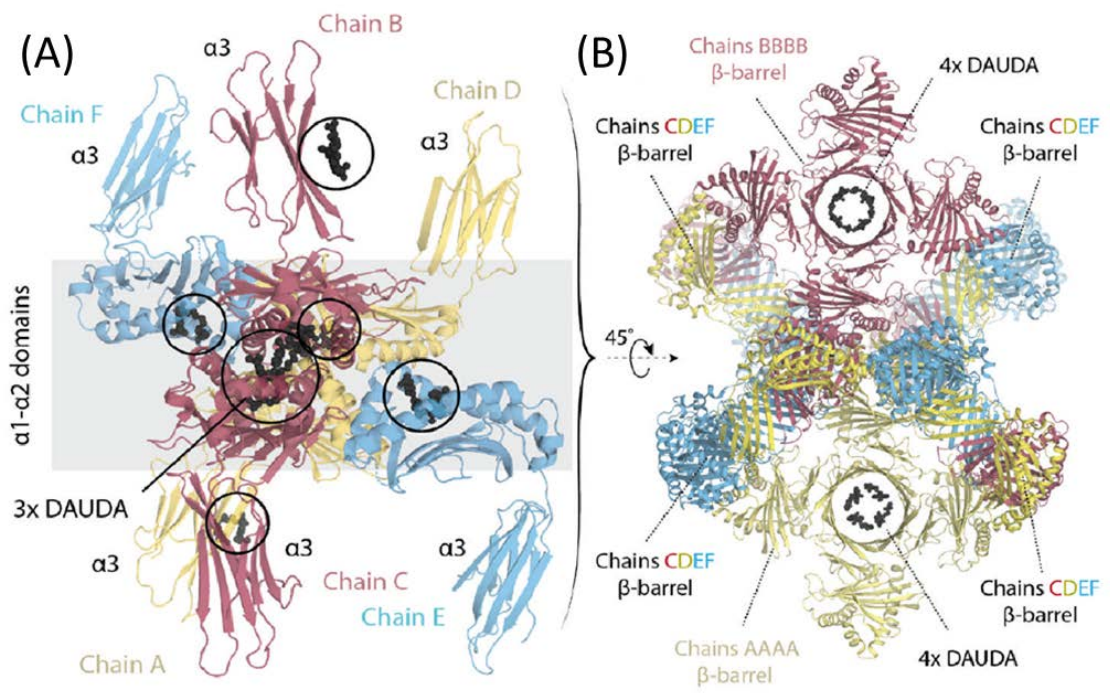 (A)
Chain B
α3
Chain F
α3
Chain D
α3
α1-α2 domains
3x DAUDA
α3
α3
α3
Chain C
Chain E
Chain A
(B)
Chains BBBB
β-barrel
4x DAUDA
Chains CDEF
β-barrel
Chains CDEF
β-barrel
45°
Chains CDEF
β-barrel
Chains CDEF
β-barrel
Chains AAAA
β-barrel
4x DAUDA